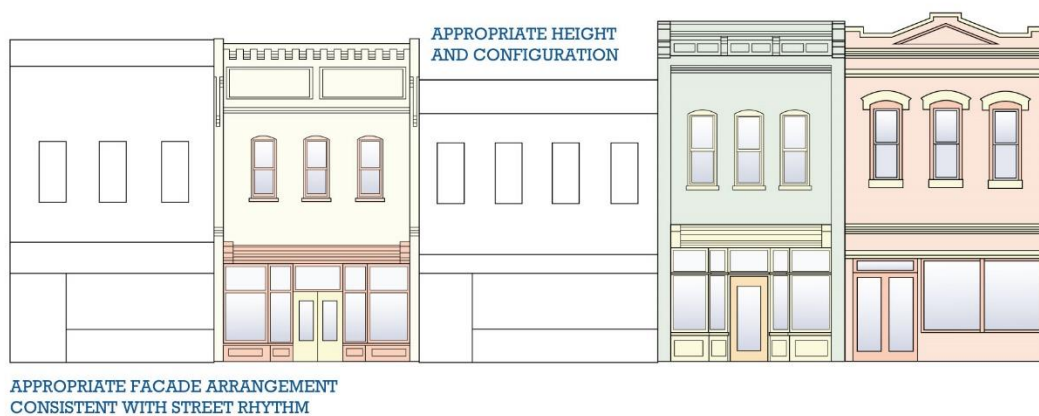 APPROPRIATE HEIGHT
AND CONFIGURATION
APPROPRIATE FACADE ARRANGEMENT
CONSISTENT WITH STREET RHYTHM